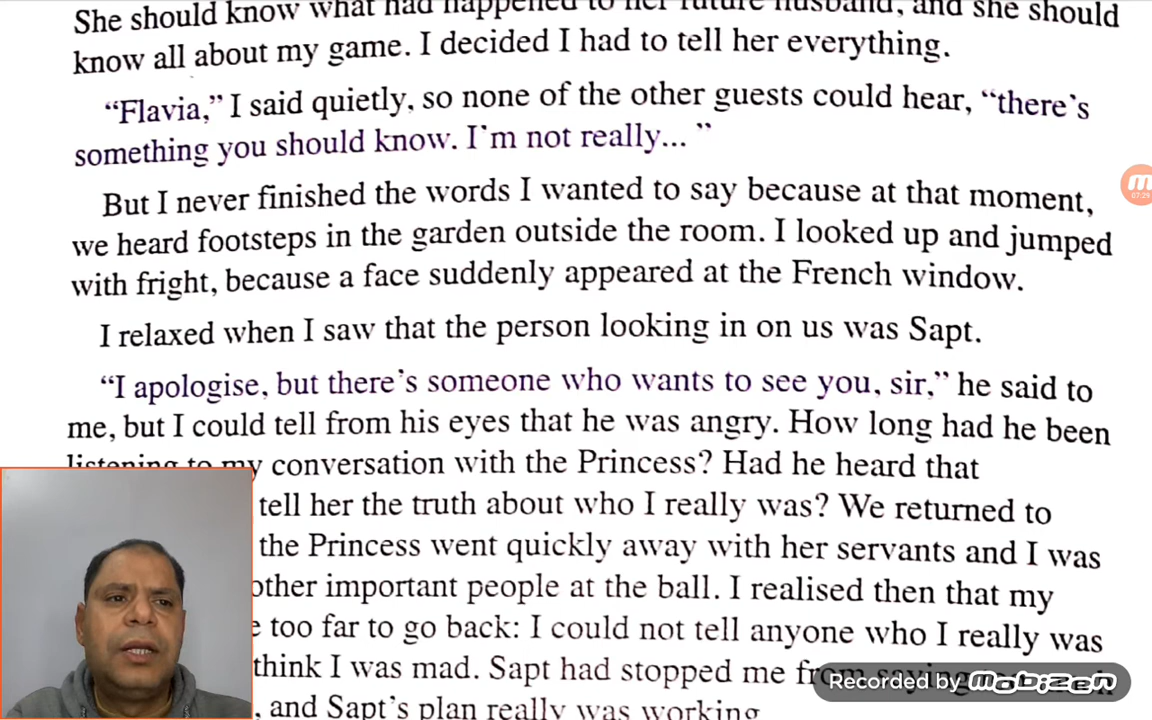 She should know what had happened to her future husband, and she should
know all about my game. I decided I had to tell her everything.
“Flavia,” I said quietly, so none of the other guests could hear, “there’s
something you should know. I’m not really... ”
But I never finished the words I wanted to say because at that moment,
we heard footsteps in the garden outside the room. I looked up and jumped
with fright, because a face suddenly appeared at the French window.
I relaxed when I saw that the person looking in on us was Sapt.
“I apologise, but there’s someone who wants to see you, sir,” he said to
me, but I could tell from his eyes that he was angry. How long had he been
listening to my conversation with the Princess? Had he heard that
tell her the truth about who I really was? We returned to
the Princess went quickly away with her servants and I was
other important people at the ball. I realised then that my
too far to go back: I could not tell anyone who I really was
think I was mad. Sapt had stopped me from saying
, and Sapt’s plan really was working
07:29
Recorded by mobizen